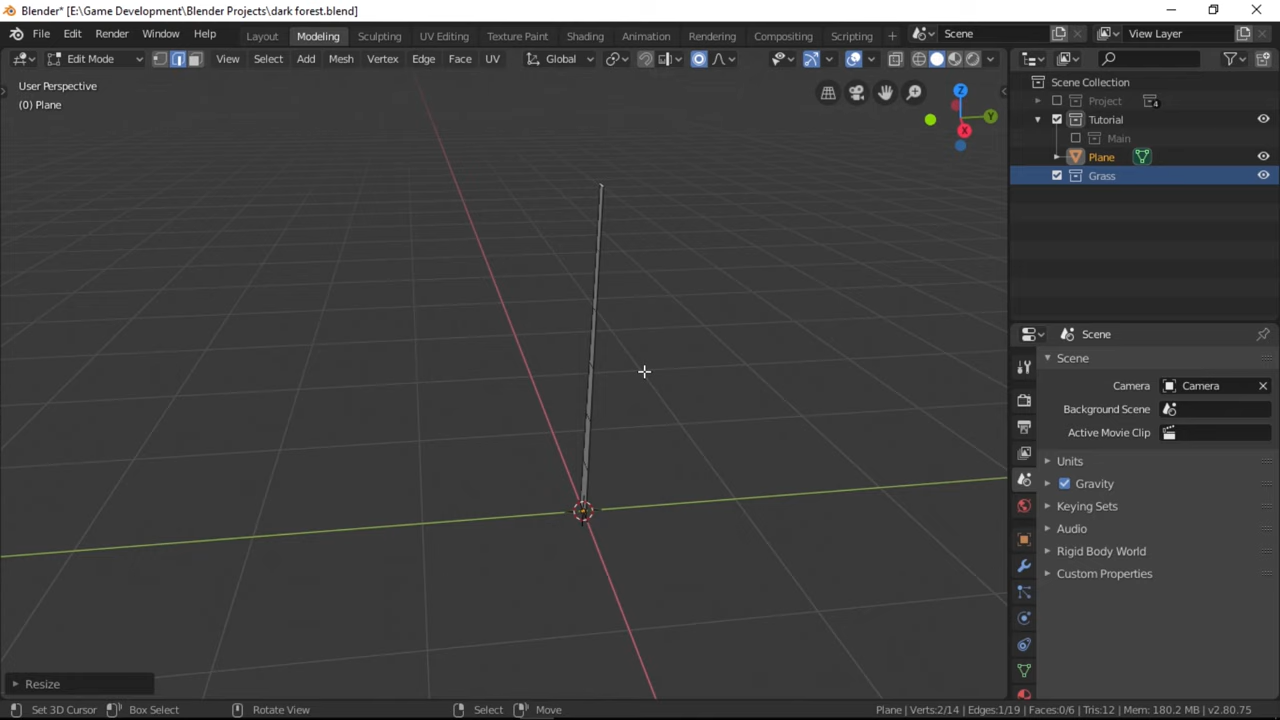 Blender* [E:\Game Development\Blender Projects\dark forest.blend]
File Edit Render Window Help Layout Modeling Sculpting UV Editing Texture Paint Shading Animation Rendering Compositing Scripting + Scene View Layer
Edit Mode View Select Add Mesh Vertex Edge Face UV Global
User Perspective
(0) Plane
Z
Y
X
Scene Collection
Project 4
Tutorial
Main
Plane
Grass
Scene
Scene
Camera Camera
Background Scene
Active Movie Clip
Units
Gravity
Keying Sets
Audio
Rigid Body World
Custom Properties
Resize
Set 3D Cursor Box Select Rotate View Select Move Plane | Verts:2/14 | Edges:1/19 | Faces:0/6 | Tris:12 | Mem: 180.2 MB | v2.80.75